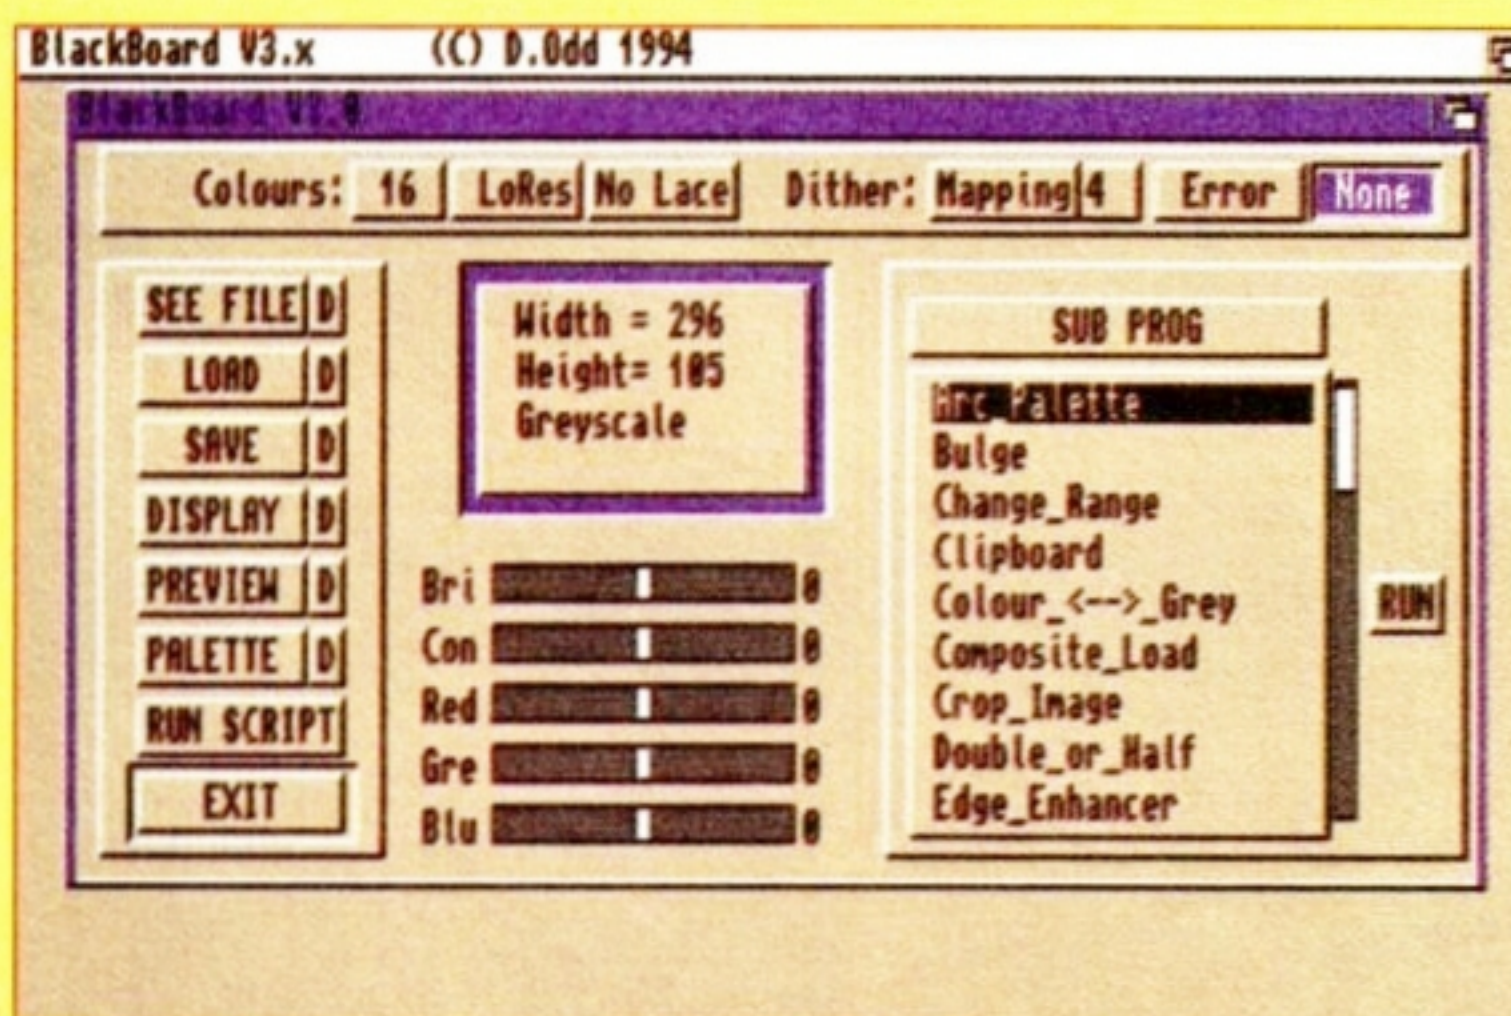 BlackBoard V3.x (C) D.Odd 1994
BlackBoard
Colours: 16 LoRes No Lace Dither: Mapping 4 Error None
SEE FILE D
LOAD D
SAVE D
DISPLAY D
PREVIEW D
PALETTE D
RUN SCRIPT
EXIT
Width = 296
Height= 105
Greyscale
Bri 0
Con 0
Red 0
Gre 0
Blu 0
SUB PROG
Arc_Palette
Bulge
Change_Range
Clipboard
Colour_<-->_Grey
Composite_Load
Crop_Image
Double_or_Half
Edge_Enhancer
RUN